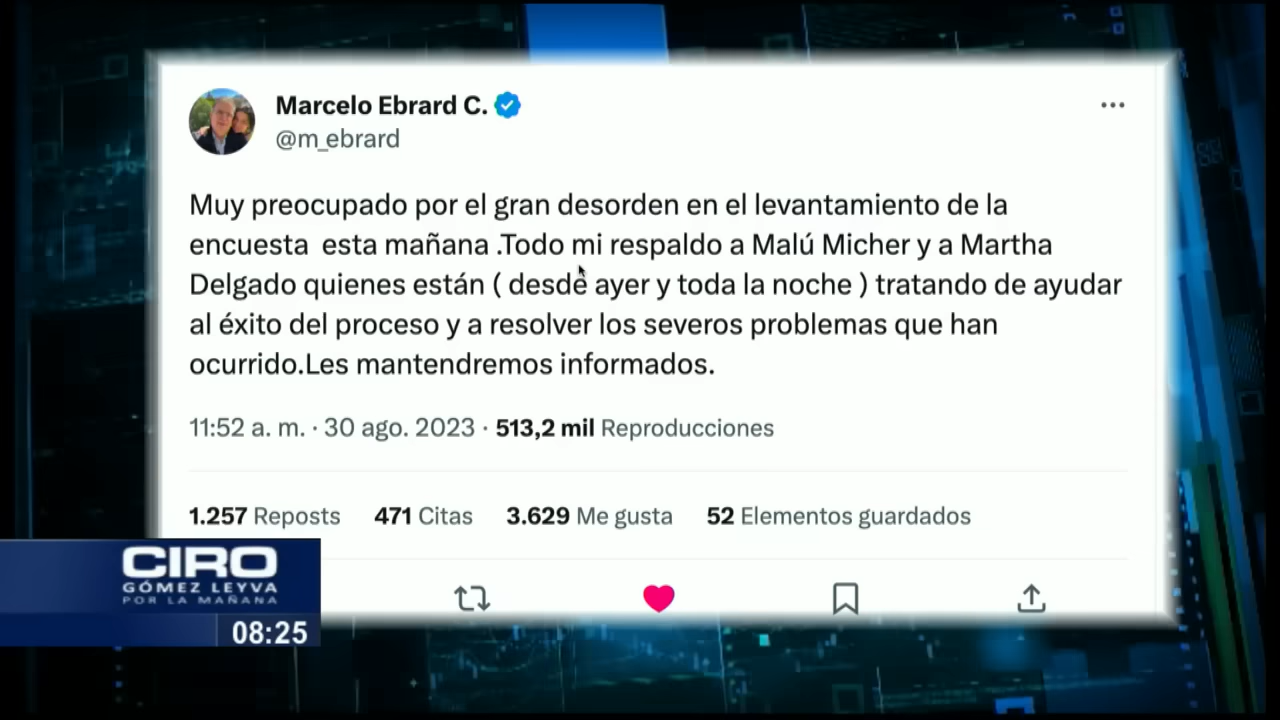 Marcelo Ebrard C.
@m_ebrard
Muy preocupado por el gran desorden en el levantamiento de la
encuesta  esta mañana .Todo mi respaldo a Malú Micher y a Martha
Delgado quienes están ( desde ayer y toda la noche ) tratando de ayudar
al éxito del proceso y a resolver los severos problemas que han
ocurrido.Les mantendremos informados.
11:52 a. m. · 30 ago. 2023 · 513,2 mil Reproducciones
1.257 Reposts 471 Citas 3.629 Me gusta 52 Elementos guardados
CIRO
GÓMEZ LEYVA
POR LA MAÑANA
08:25